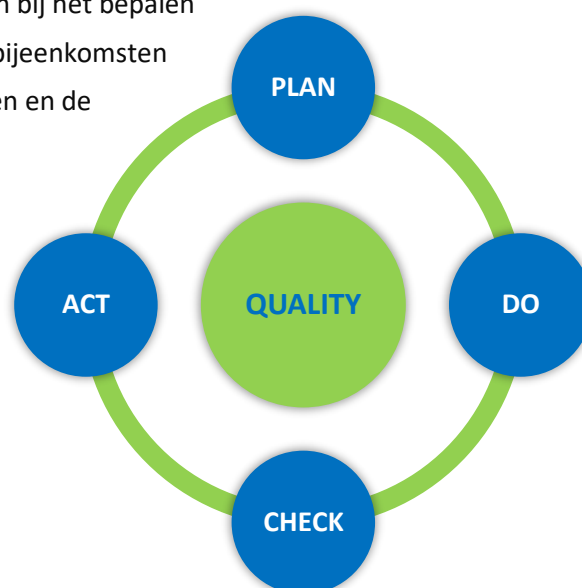 bij het bepalen
bijeenkomsten
en de
PLAN
ACT
QUALITY
DO
CHECK